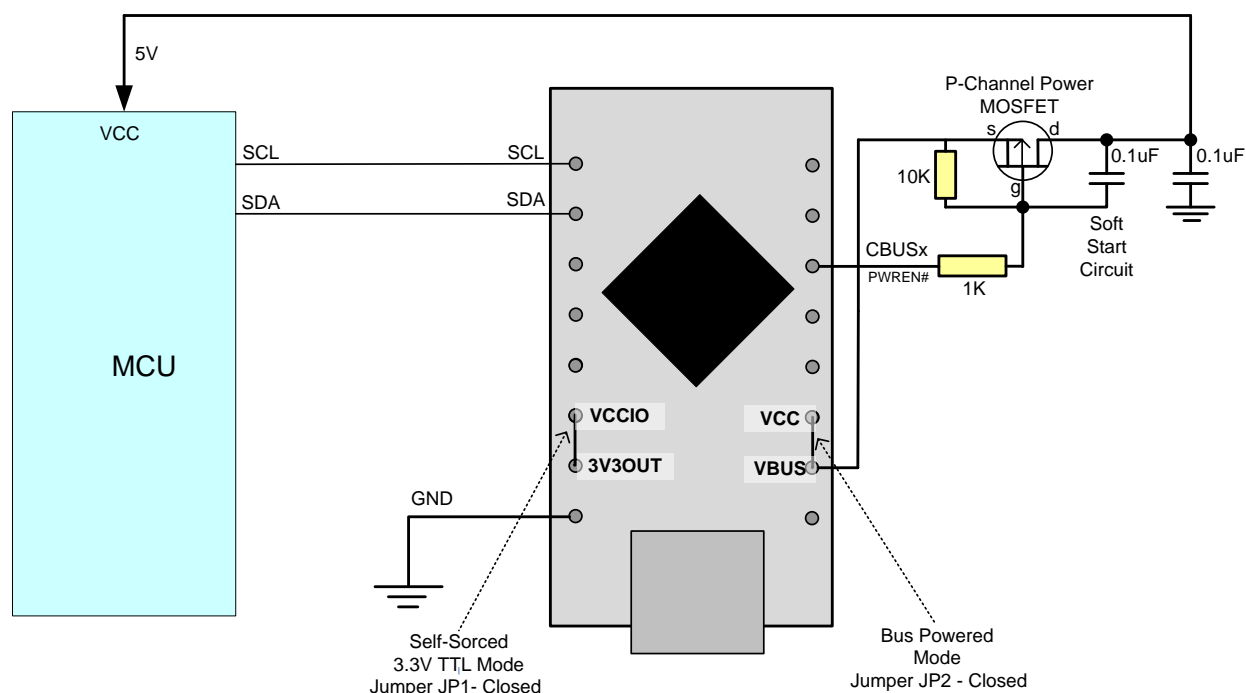 5V
P-Channel Power
MOSFET
VCC
s
d
SCL
SCL
0.1uF
0.1uF
10K
g
SDA
SDA
Soft
Start
Circuit
CBUSx
PWREN#
1K
MCU
VCCIO
VCC
3V3OUT
VBUS
GND
Self-Sorced
3.3V TTL Mode
Jumper JP1- Closed
Bus Powered
Mode
Jumper JP2 - Closed